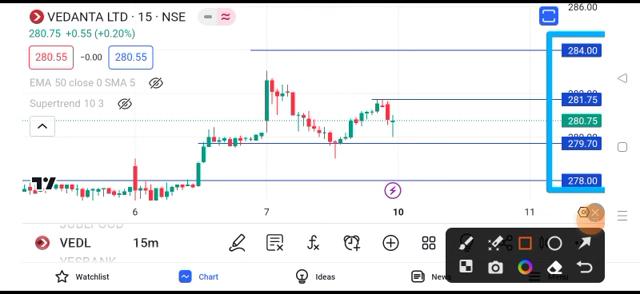 VEDANTA LTD · 15 · NSE
280.75 +0.55 (+0.20%)
280.55 −0.00 280.55
EMA 50 close 0 SMA 5
Supertrend 10 3
286.00
284.00
281.75
280.75
279.70
278.00
6 7 10 11
VEDL 15m
YESBANK
Watchlist Chart Ideas News Menu